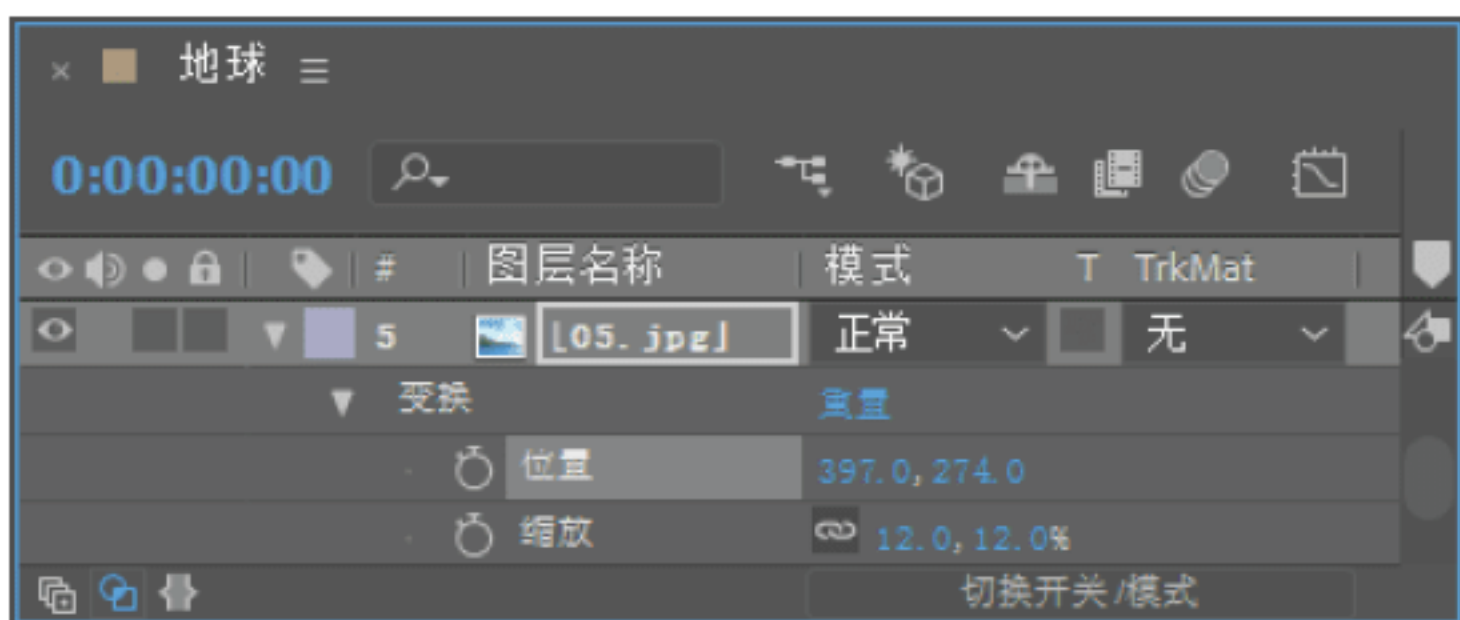 × 地球
0:00:00:00
# 图层名称 模式 T TrkMat
5 [05.jpg] 正常 无
变换 重置
位置 397.0,274.0
缩放 12.0,12.0%
切换开关/模式